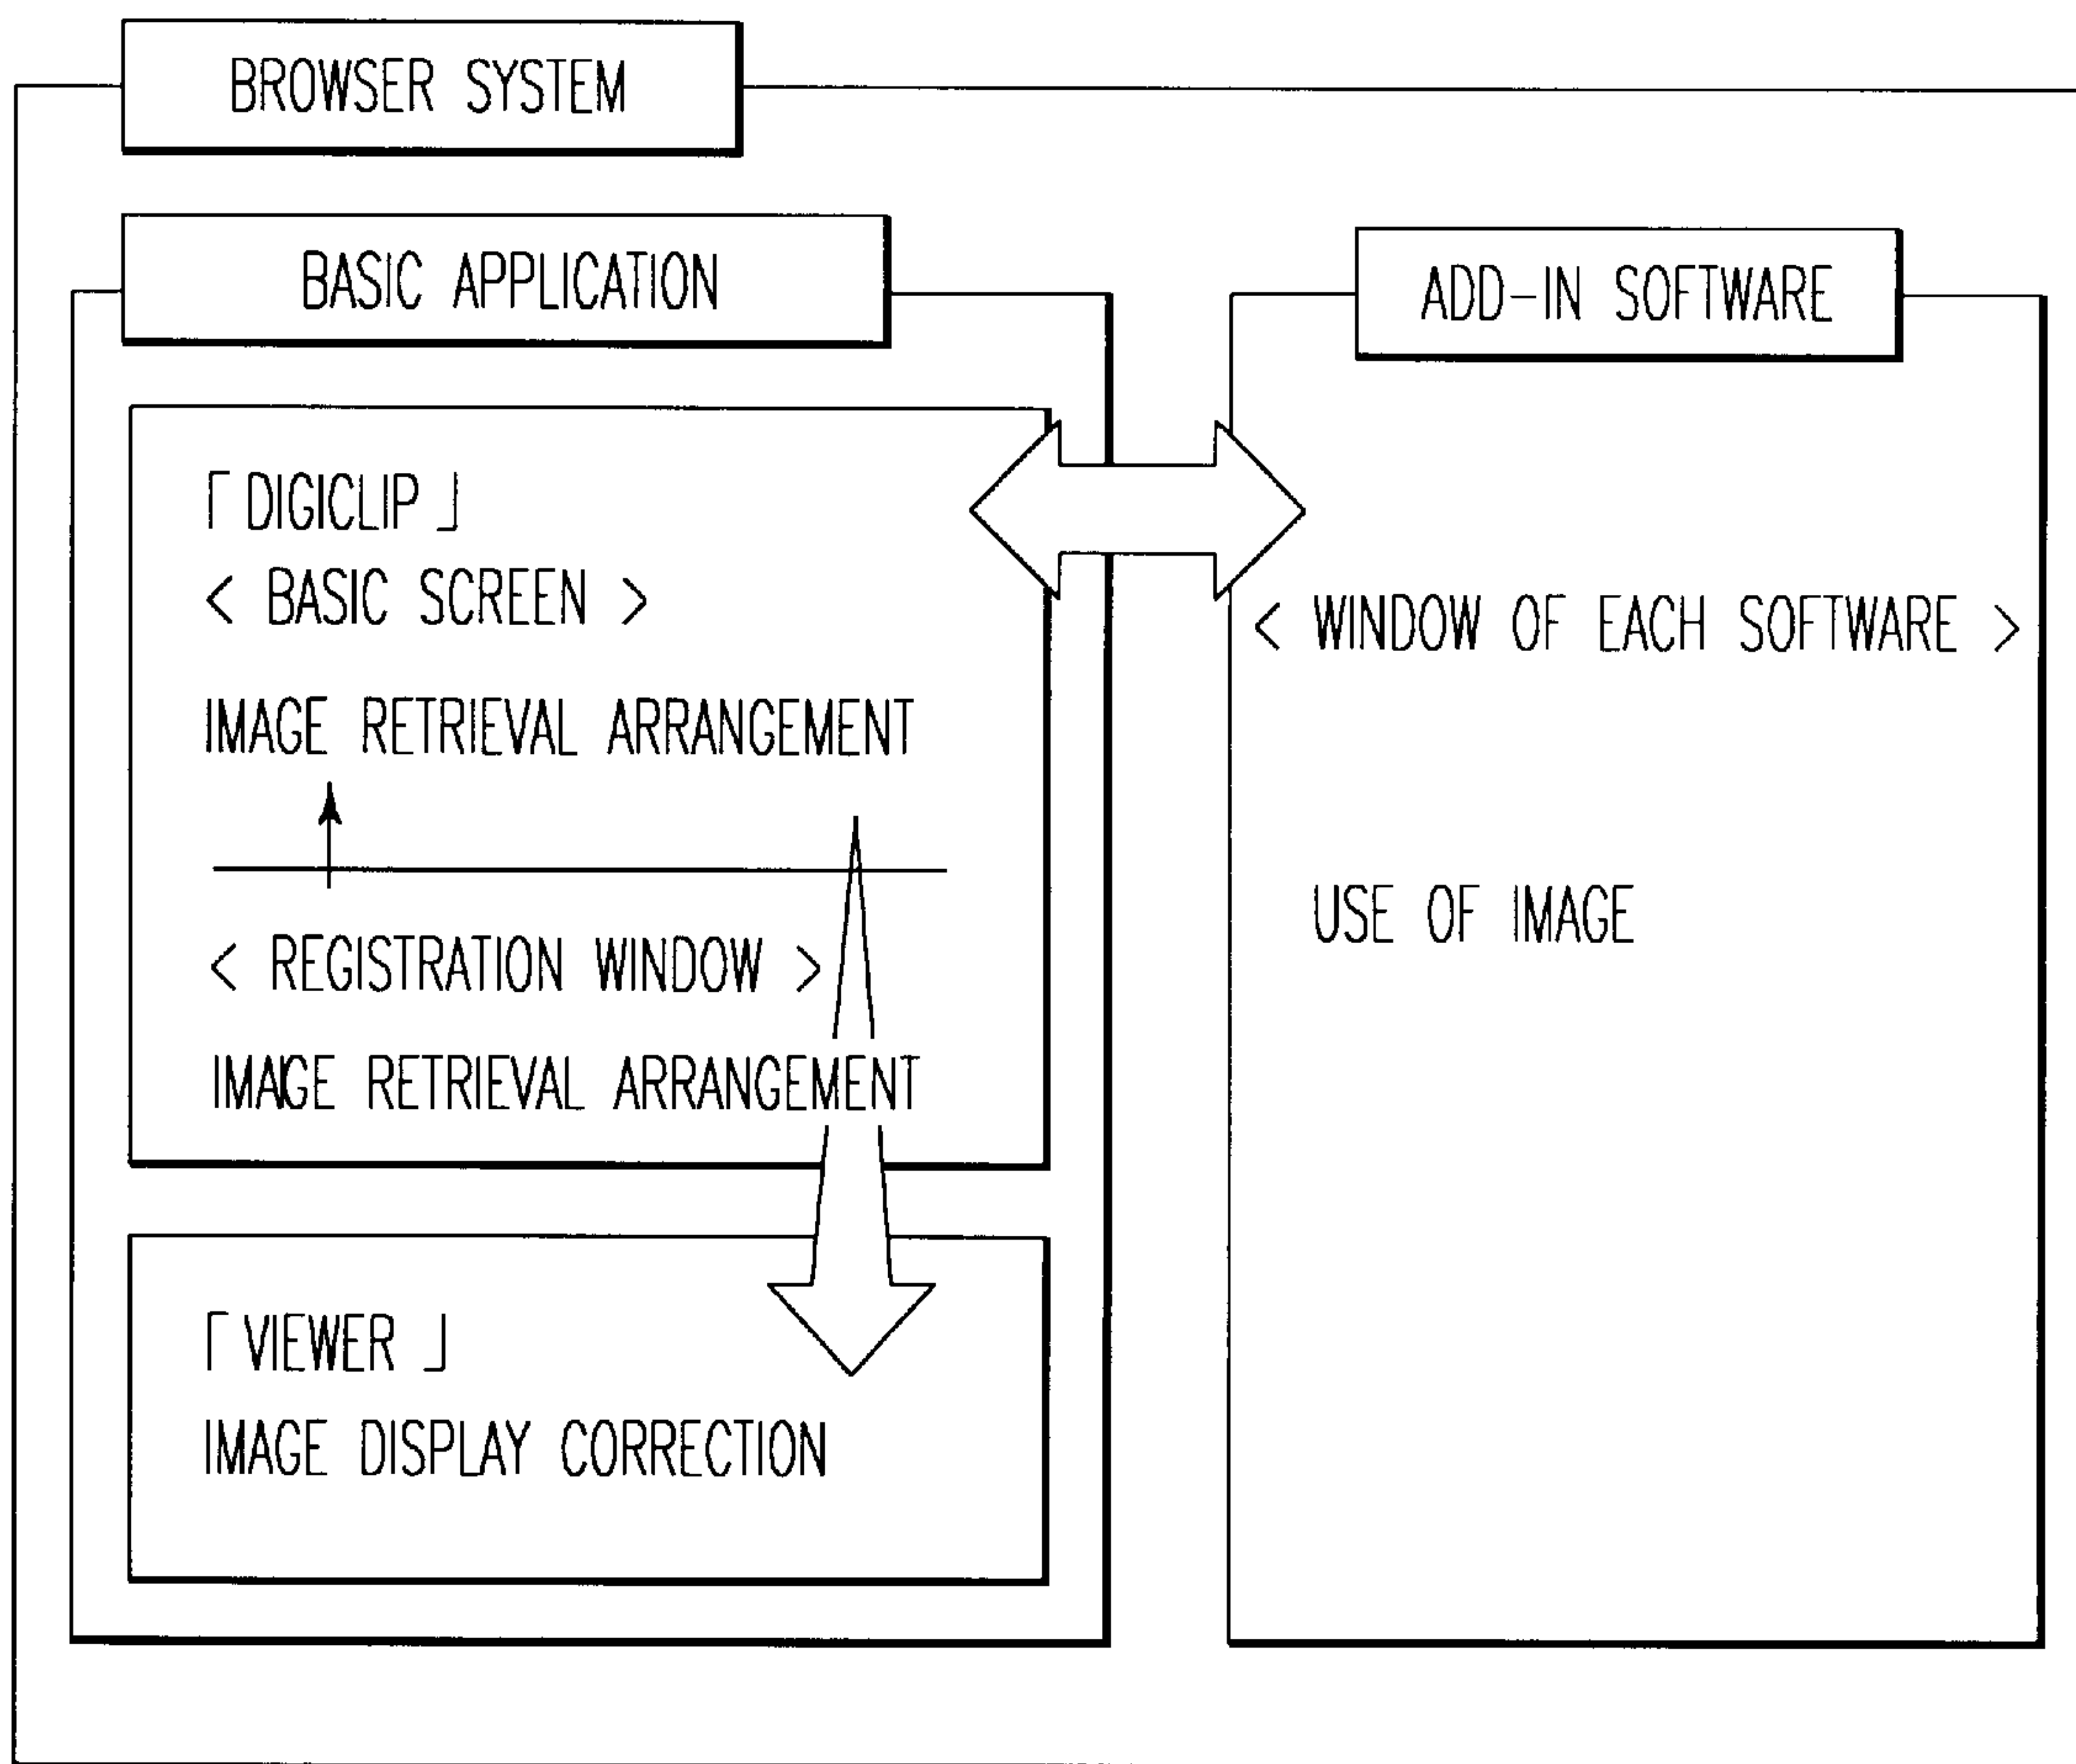 BROWSER SYSTEM
BASIC APPLICATION
「 DIGICLIP 」
< BASIC SCREEN >
IMAGE RETRIEVAL ARRANGEMENT
< REGISTRATION WINDOW >
IMAGE RETRIEVAL ARRANGEMENT
「 VIEWER 」
IMAGE DISPLAY CORRECTION
ADD-IN SOFTWARE
< WINDOW OF EACH SOFTWARE >
USE OF IMAGE